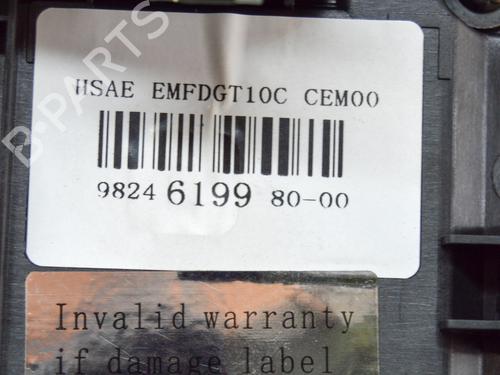 B-PARTS
HSAE EMFDGT10C CEM00
9824 6199 80-00
Invalid warranty
if damage label